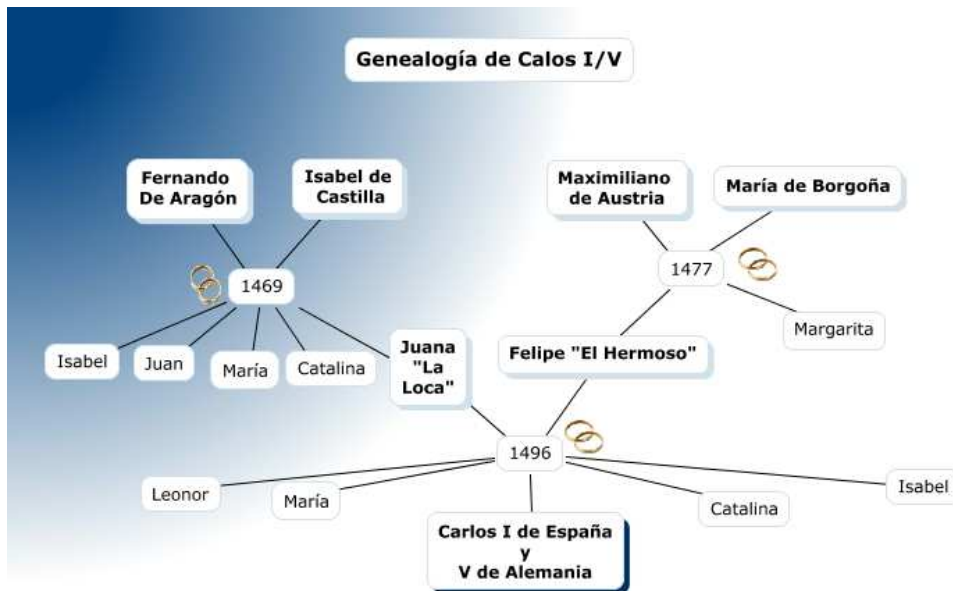 Genealogía de Calos I/V
Fernando
De Aragón
Isabel de
Castilla
Maximiliano
de Austria
María de Borgoña
1469
1477
Isabel
Juan
María
Catalina
Juana
"La
Loca"
Felipe "El Hermoso"
Margarita
1496
Leonor
María
Carlos I de España
y
V de Alemania
Catalina
Isabel